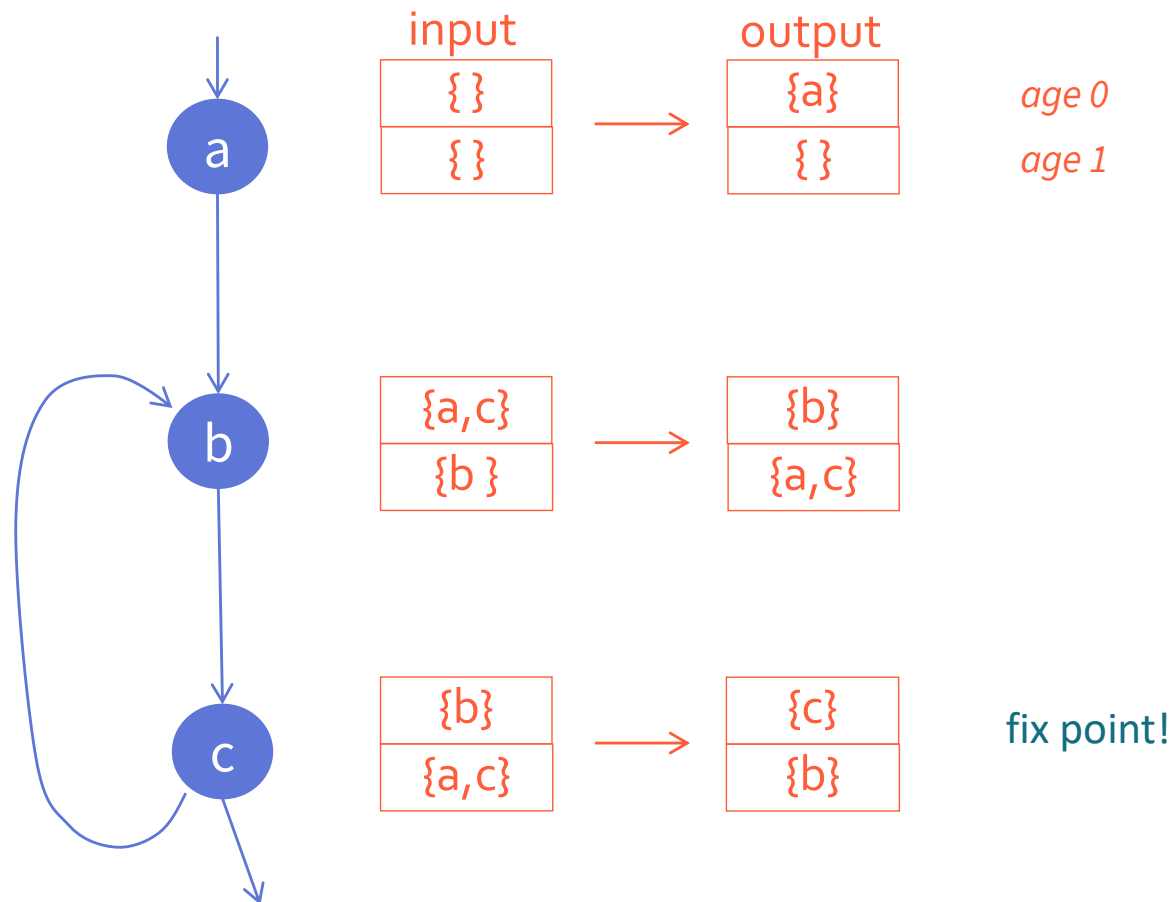 input output
{ } {a} age 0
a
{ } { } age 1
{a,c} {b}
b
{b } {a,c}
{b} {c}
fix point!
c
{a,c} {b}